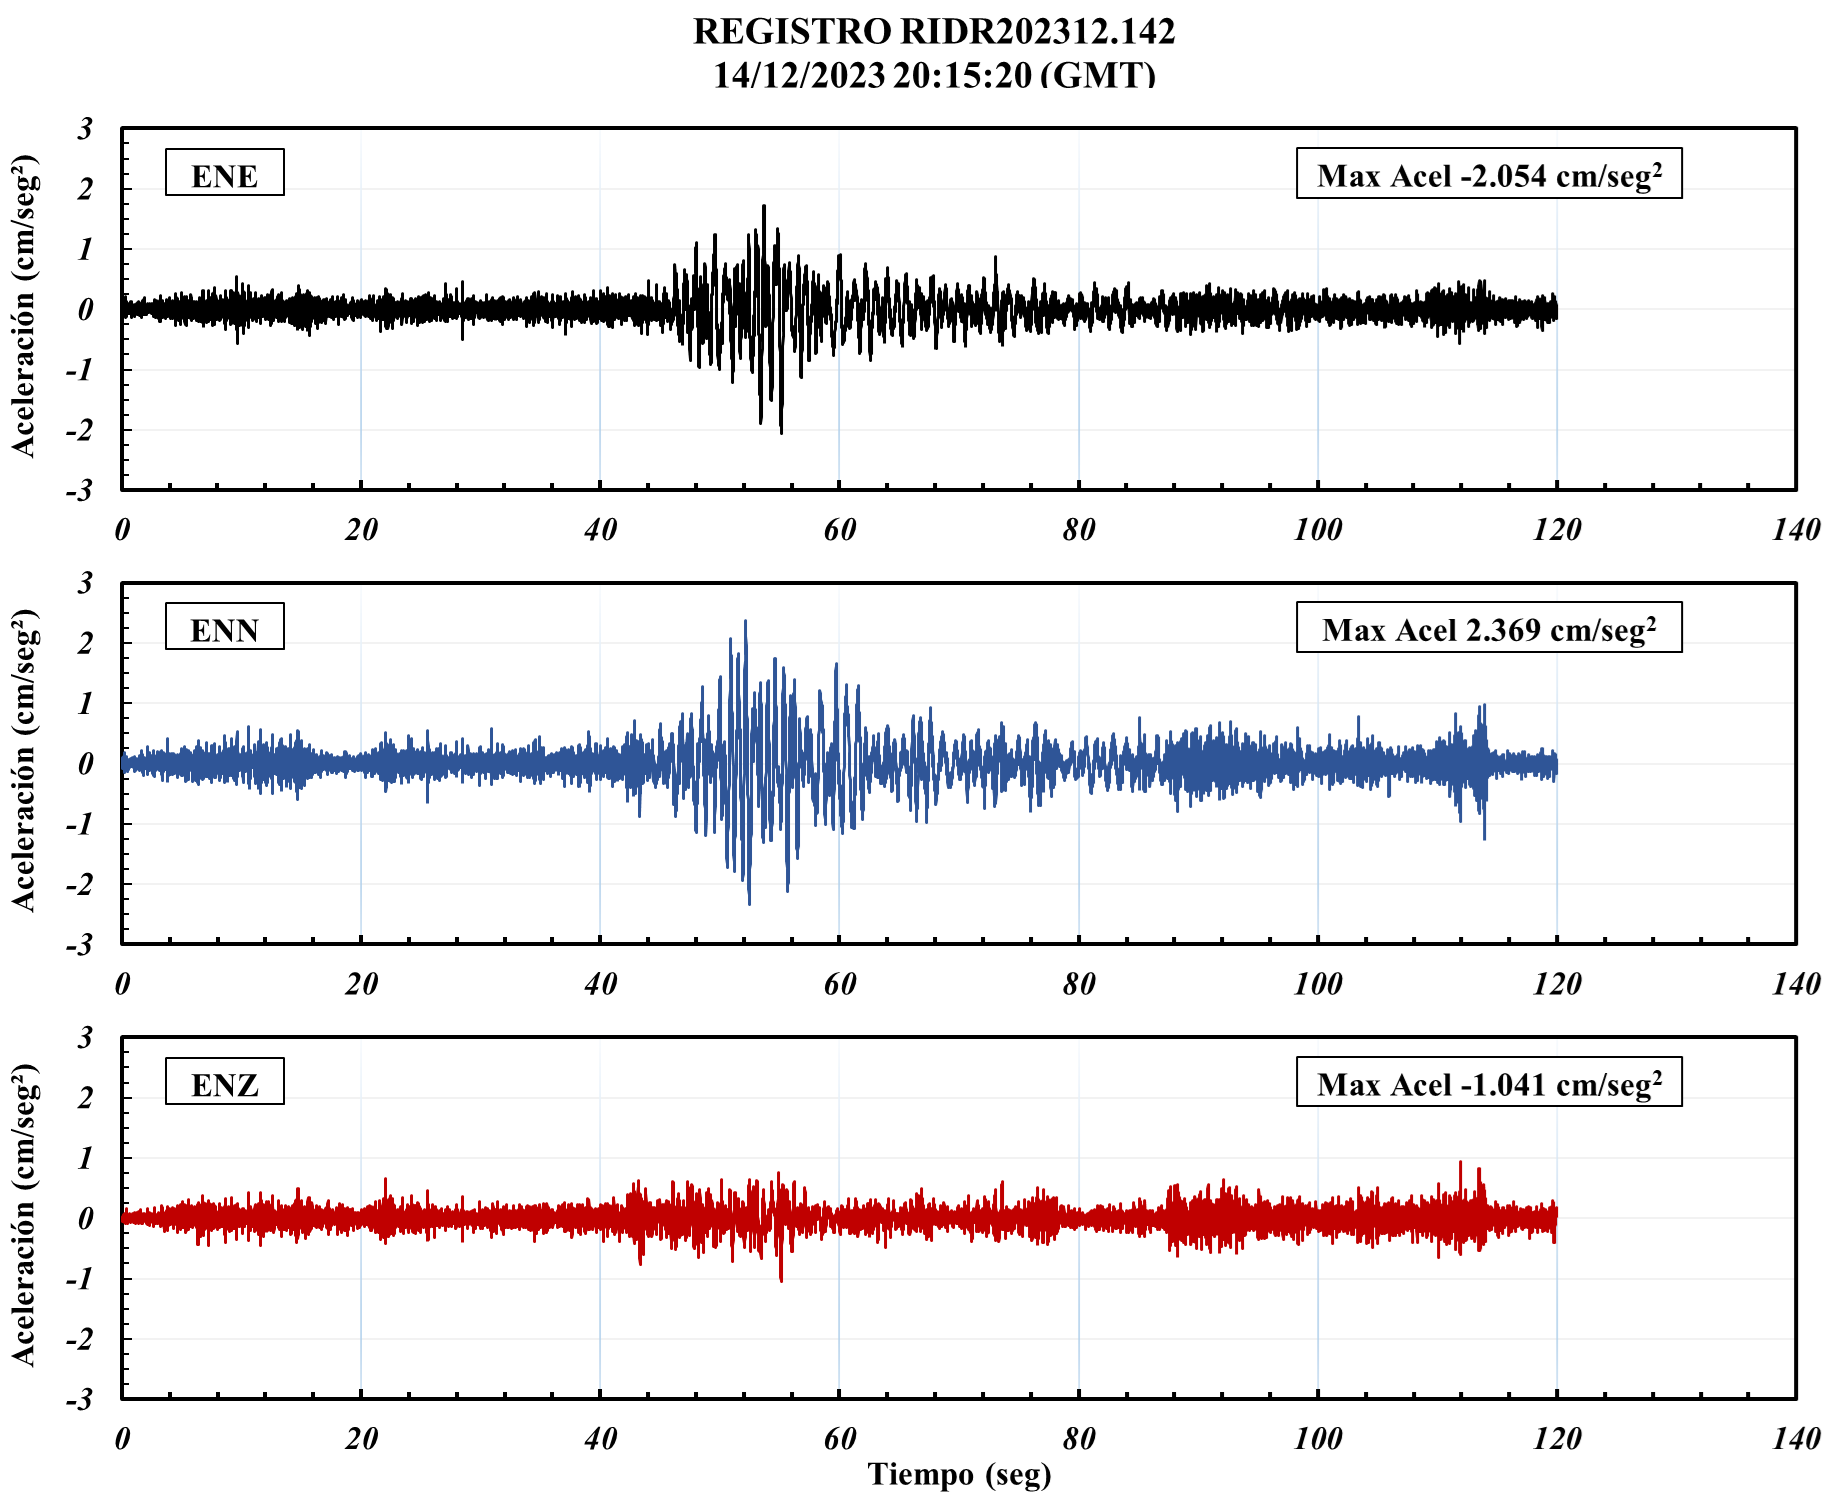 REGISTRO RIDR202312.142
14/12/2023 20:15:20 (GMT)
Aceleración (cm/seg²)
3
2
1
0
-1
-2
-3
ENE
Max Acel -2.054 cm/seg²
0 20 40 60 80 100 120 140
Aceleración (cm/seg²)
3
2
1
0
-1
-2
-3
ENN
Max Acel 2.369 cm/seg²
0 20 40 60 80 100 120 140
Aceleración (cm/seg²)
3
2
1
0
-1
-2
-3
ENZ
Max Acel -1.041 cm/seg²
0 20 40 60 80 100 120 140
Tiempo (seg)